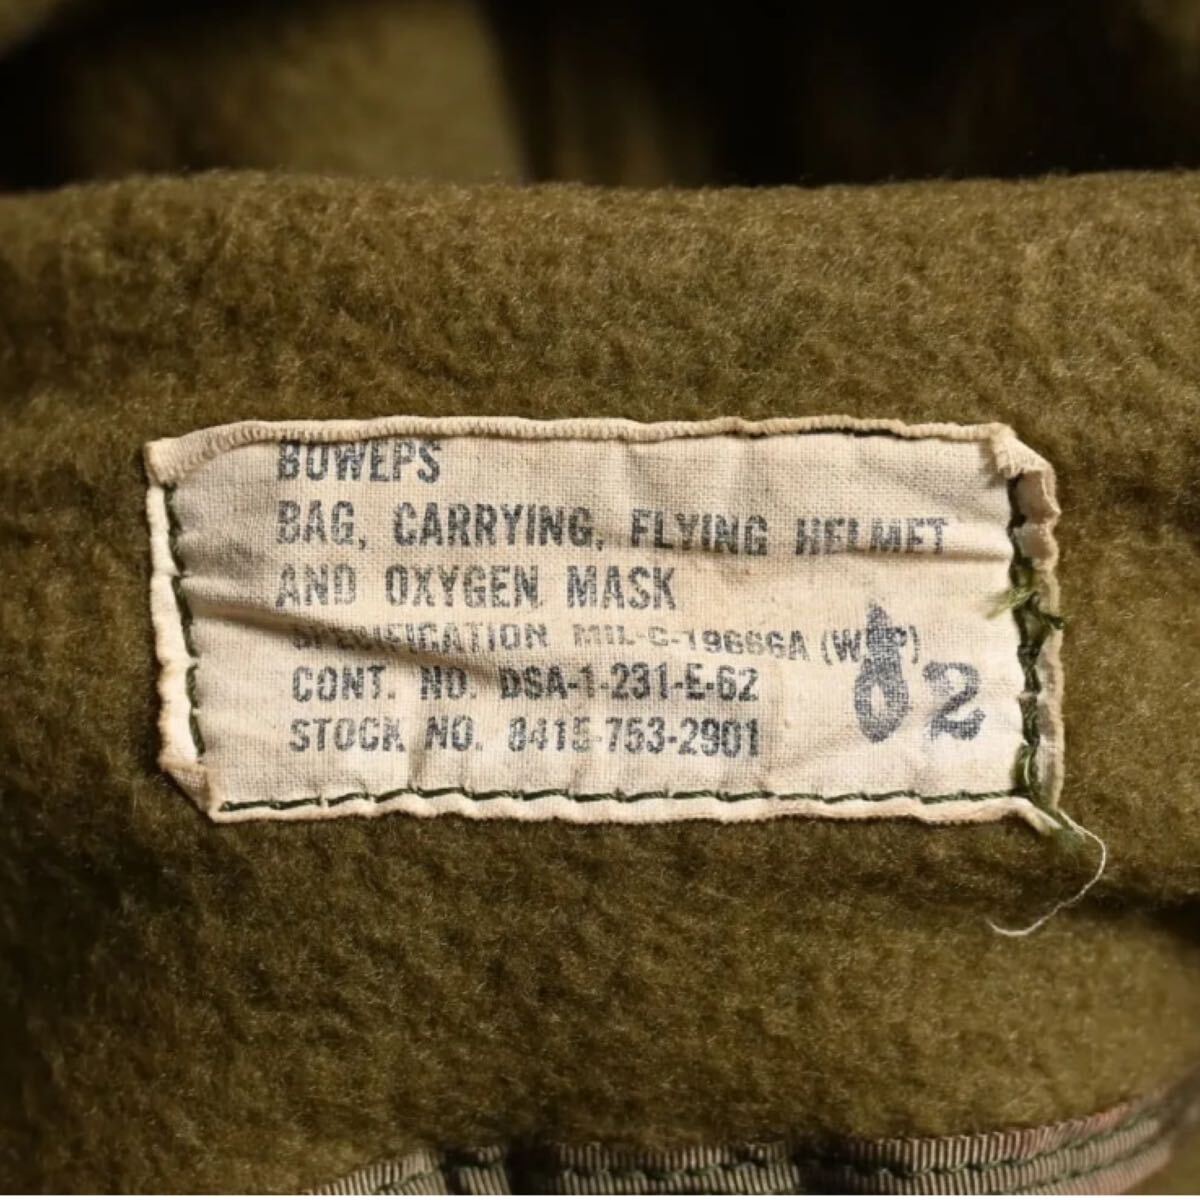 BUWEPS
BAG, CARRYING, FLYING HELMET
AND OXYGEN MASK
SPECIFICATION MIL-C-19666A (WEP)
CONT. NO. DSA-1-231-E-62
STOCK NO. 8415-753-2901
2